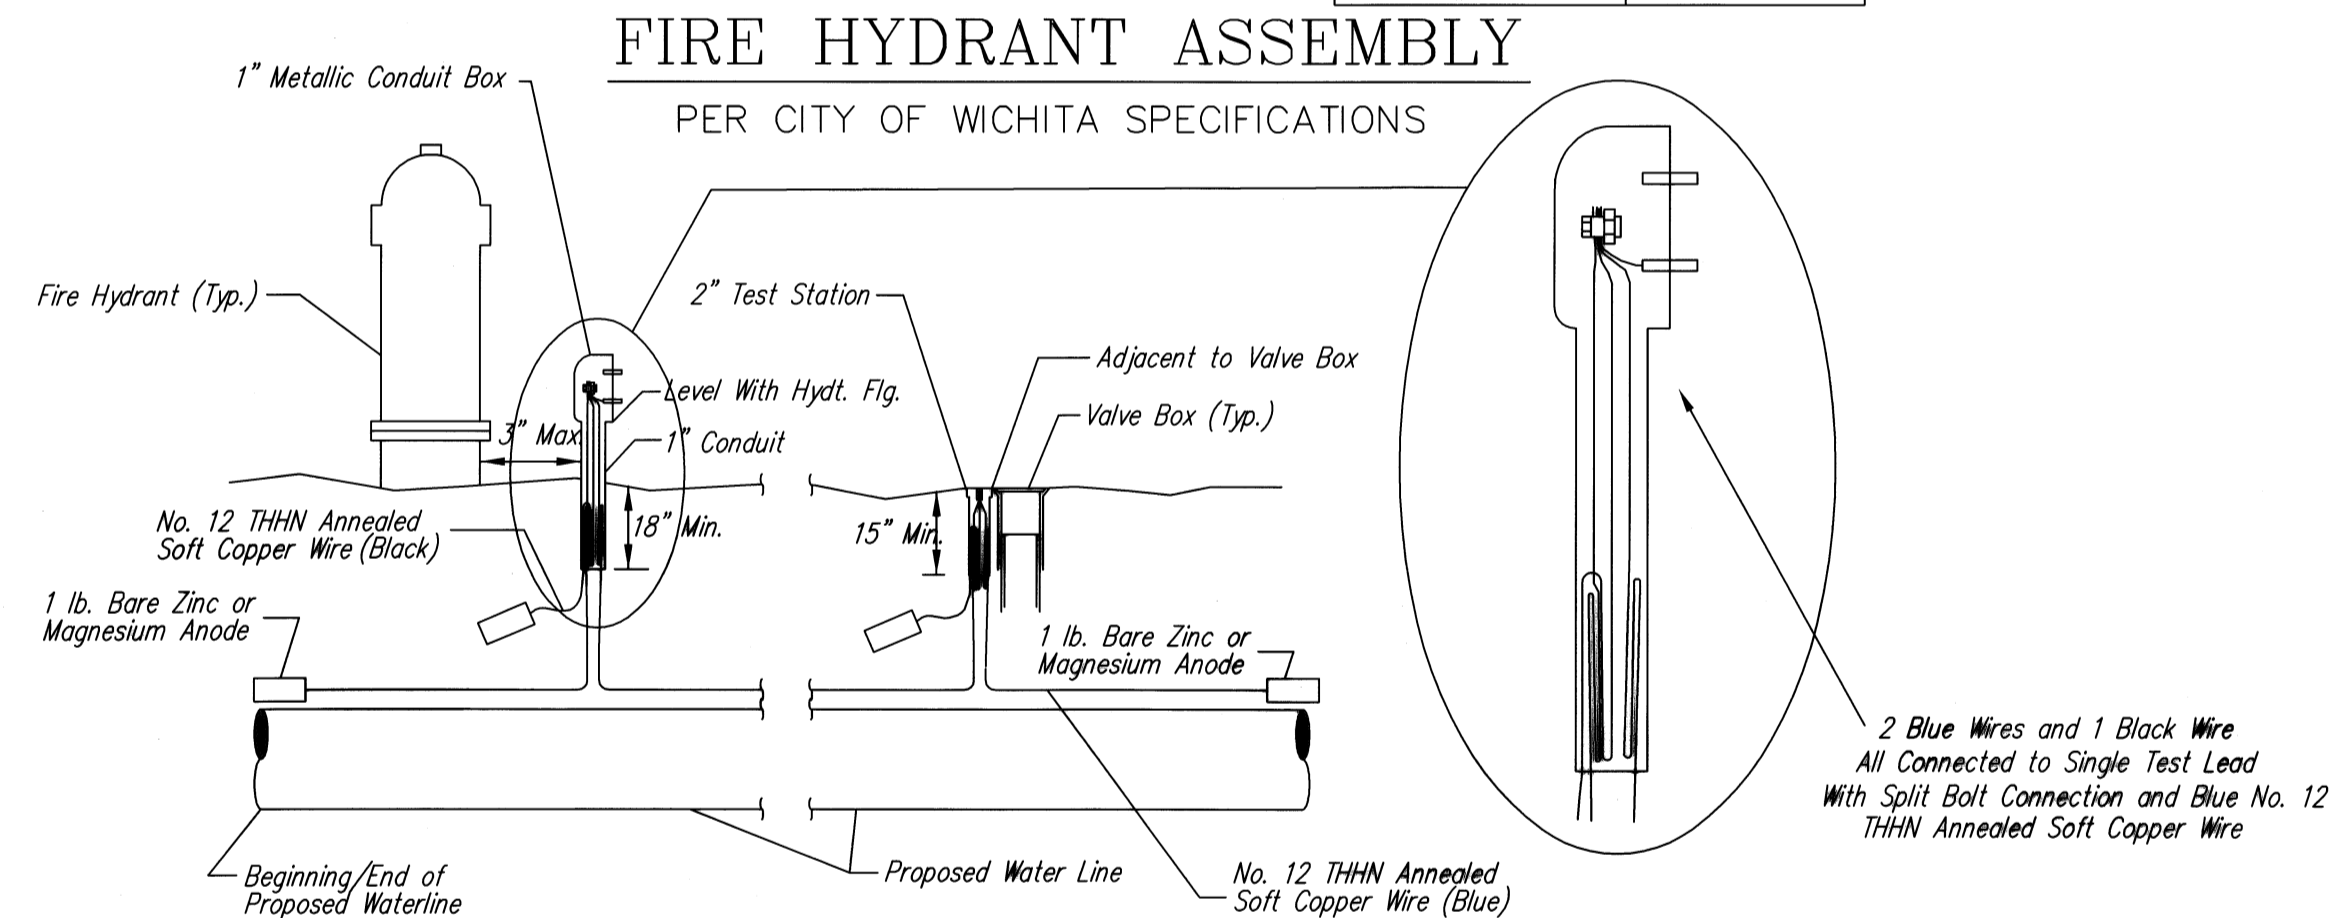 FIRE HYDRANT ASSEMBLY
PER CITY OF WICHITA SPECIFICATIONS
1" Metallic Conduit Box
Fire Hydrant (Typ.)
2" Test Station
Adjacent to Valve Box
Level With Hydt. Flg.
Valve Box (Typ.)
3" Max.
1" Conduit
No. 12 THHN Annealed
Soft Copper Wire (Black)
18" Min.
15" Min.
1 lb. Bare Zinc or
Magnesium Anode
1 lb. Bare Zinc or
Magnesium Anode
2 Blue Wires and 1 Black Wire
All Connected to Single Test Lead
With Split Bolt Connection and Blue No. 12
THHN Annealed Soft Copper Wire
Beginning/End of
Proposed Waterline
Proposed Water Line
No. 12 THHN Annealed
Soft Copper Wire (Blue)